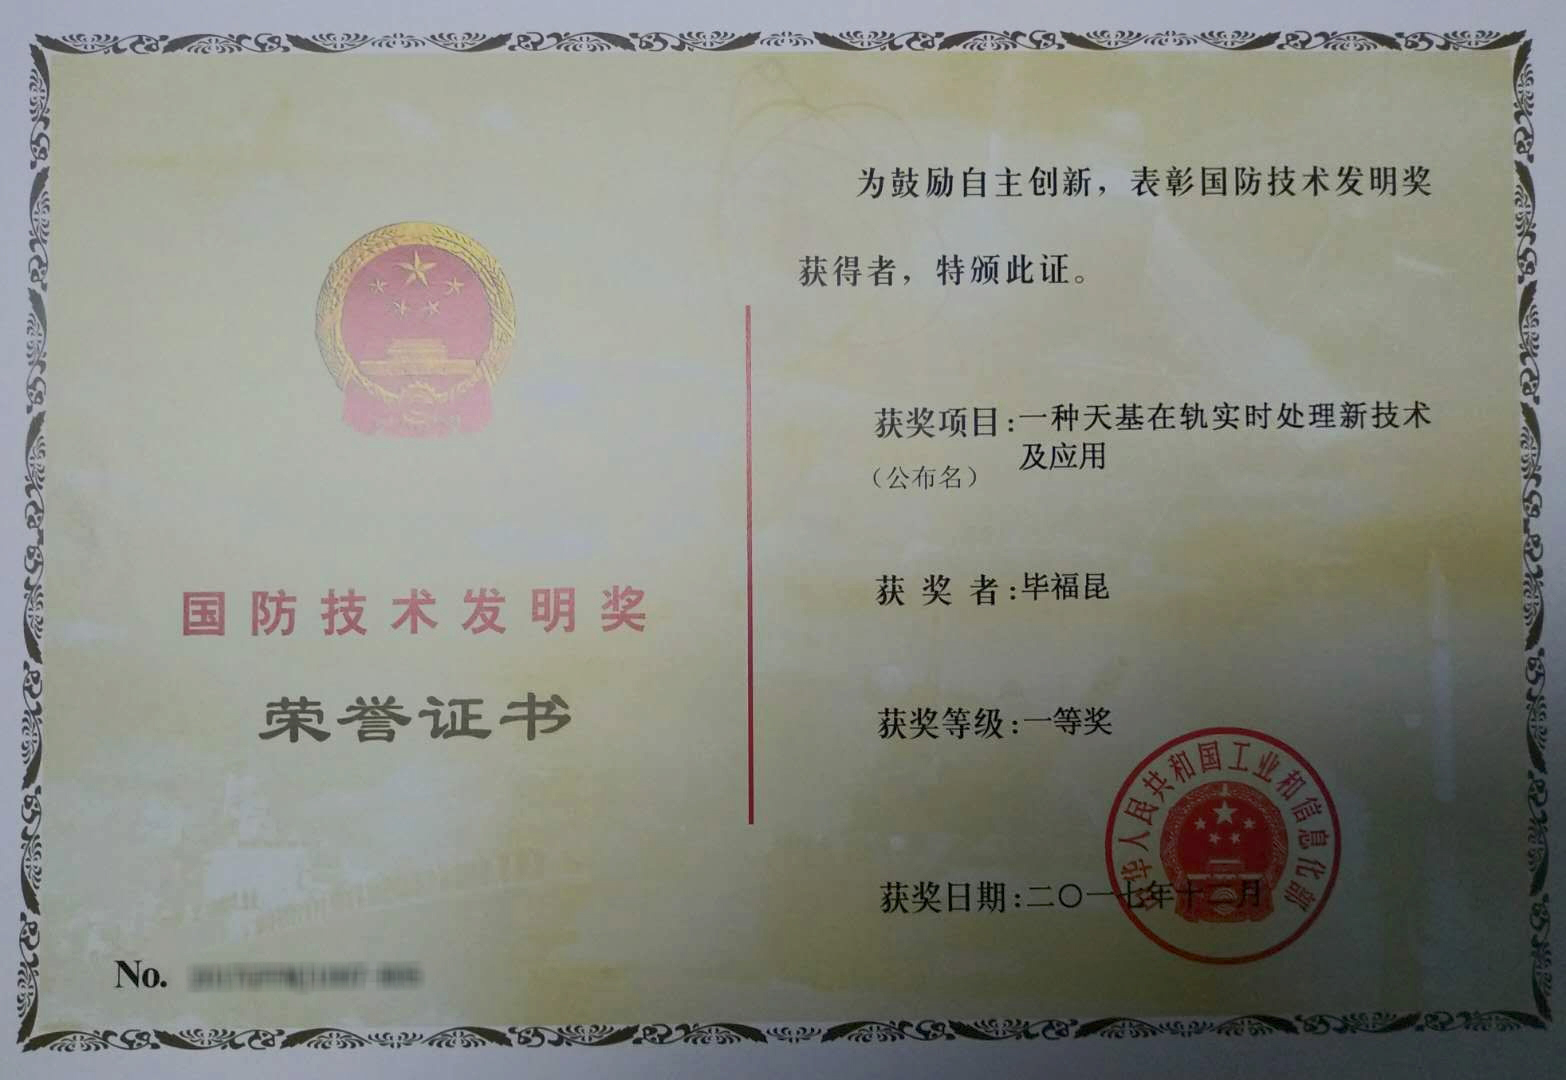 国防技术发明奖
荣誉证书
No.
为鼓励自主创新，表彰国防技术发明奖
获得者，特颁此证。
获奖项目：一种天基在轨实时处理新技术
（公布名） 及应用
获奖者：毕福昆
获奖等级：一等奖
获奖日期：二〇一七年十二月
中华人民共和国工业和信息化部